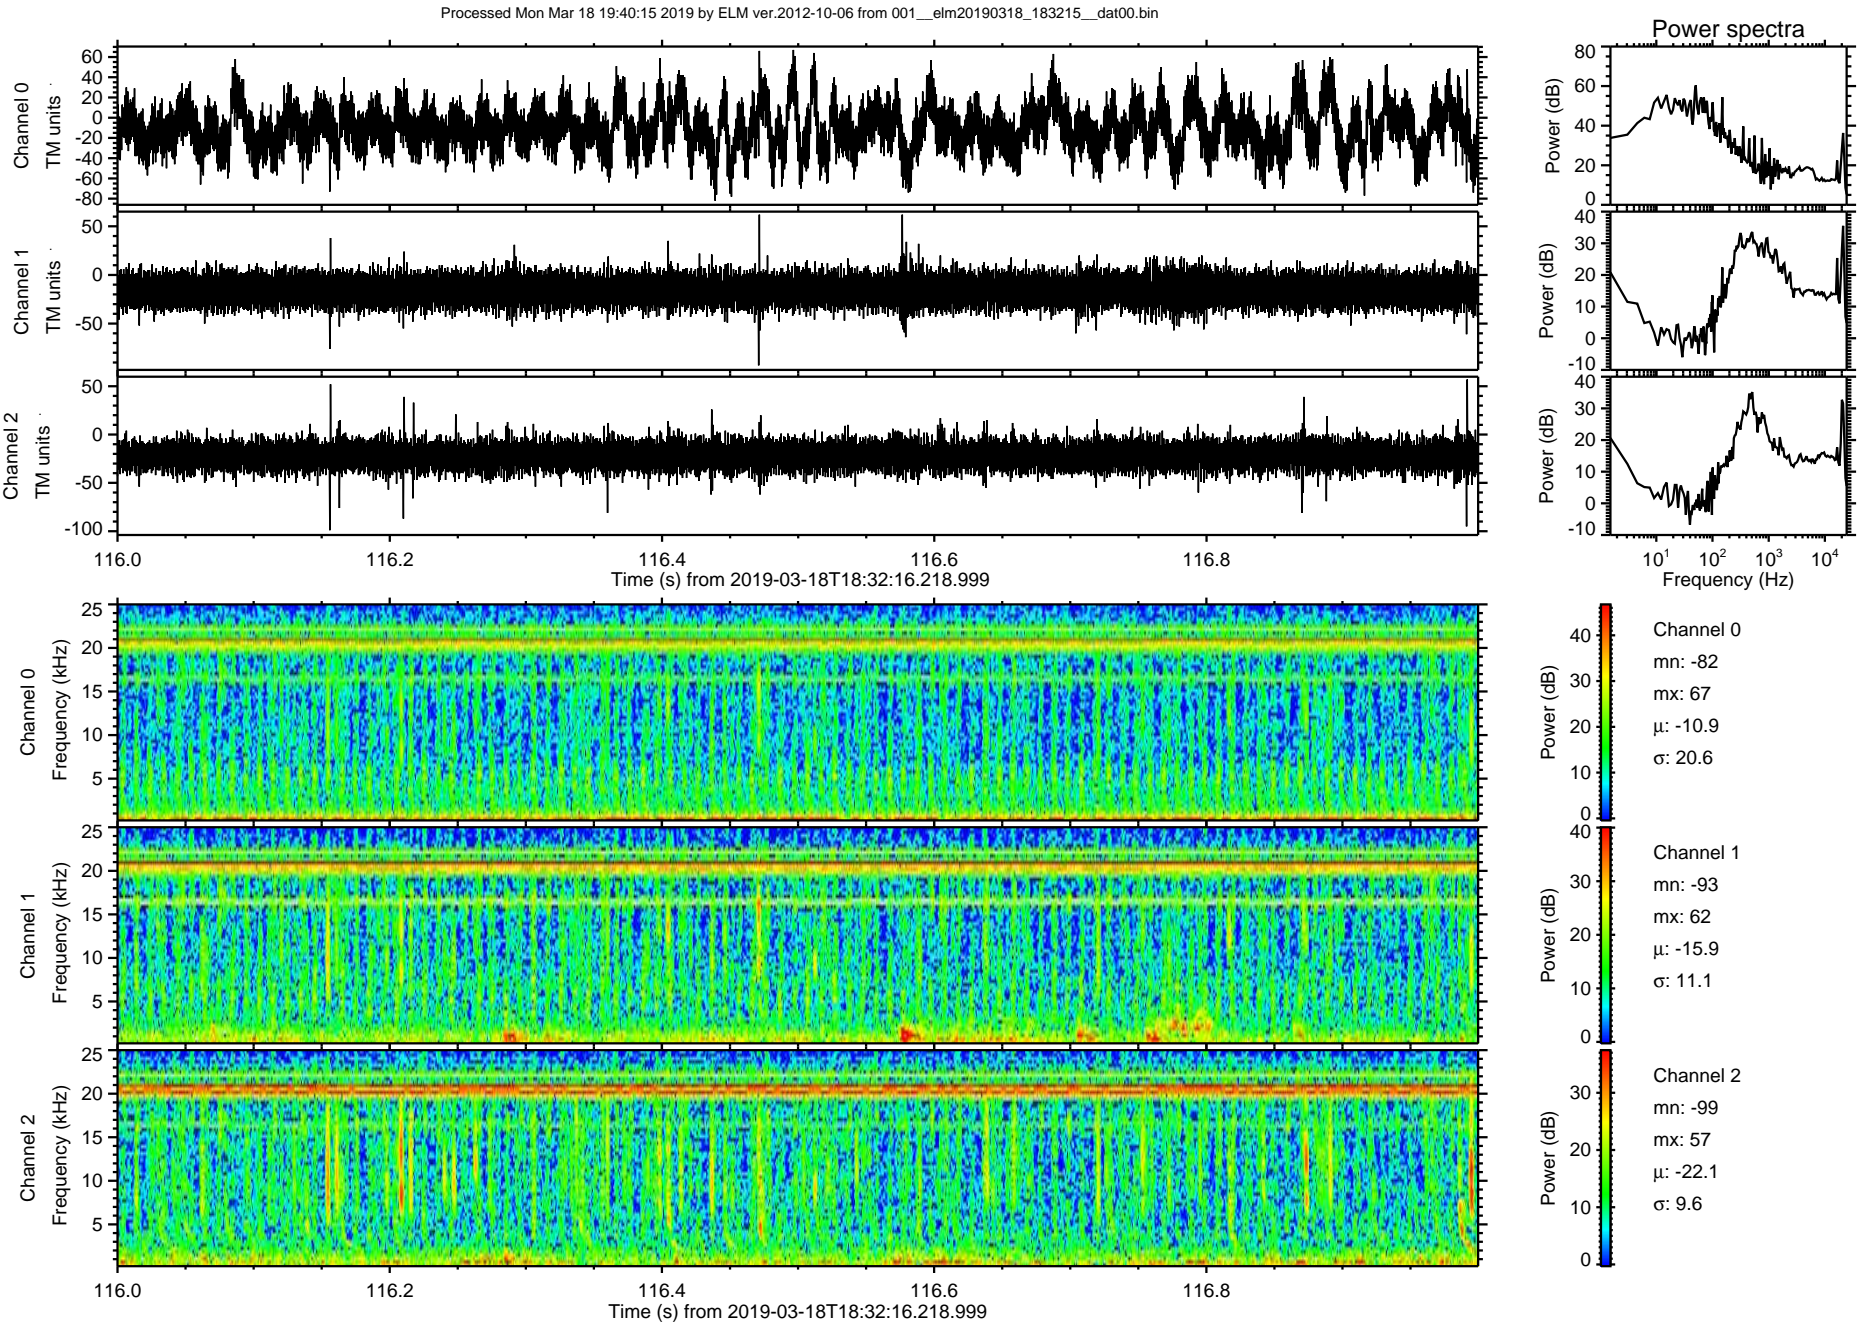 Processed Mon Mar 18 19:40:15 2019 by ELM ver.2012-10-06 from 001__elm20190318_183215__dat00.bin
Power spectra
Channel 0
TM units
60
40
20
0
-20
-40
-60
-80
Power (dB)
80
60
40
20
0
Channel 1
TM units
50
0
-50
Power (dB)
40
30
20
10
0
-10
Channel 2
TM units
50
0
-50
-100
Power (dB)
40
30
20
10
0
-10
116.0 116.2 116.4 116.6 116.8
Time (s) from 2019-03-18T18:32:16.218.999
10^1 10^2 10^3 10^4
Frequency (Hz)
Channel 0
Frequency (kHz)
25
20
15
10
5
Power (dB)
40
30
20
10
0
Channel 0
mn: -82
mx: 67
µ: -10.9
σ: 20.6
Channel 1
Frequency (kHz)
25
20
15
10
5
Power (dB)
40
30
20
10
0
Channel 1
mn: -93
mx: 62
µ: -15.9
σ: 11.1
Channel 2
Frequency (kHz)
25
20
15
10
5
Power (dB)
30
20
10
0
Channel 2
mn: -99
mx: 57
µ: -22.1
σ: 9.6
116.0 116.2 116.4 116.6 116.8
Time (s) from 2019-03-18T18:32:16.218.999